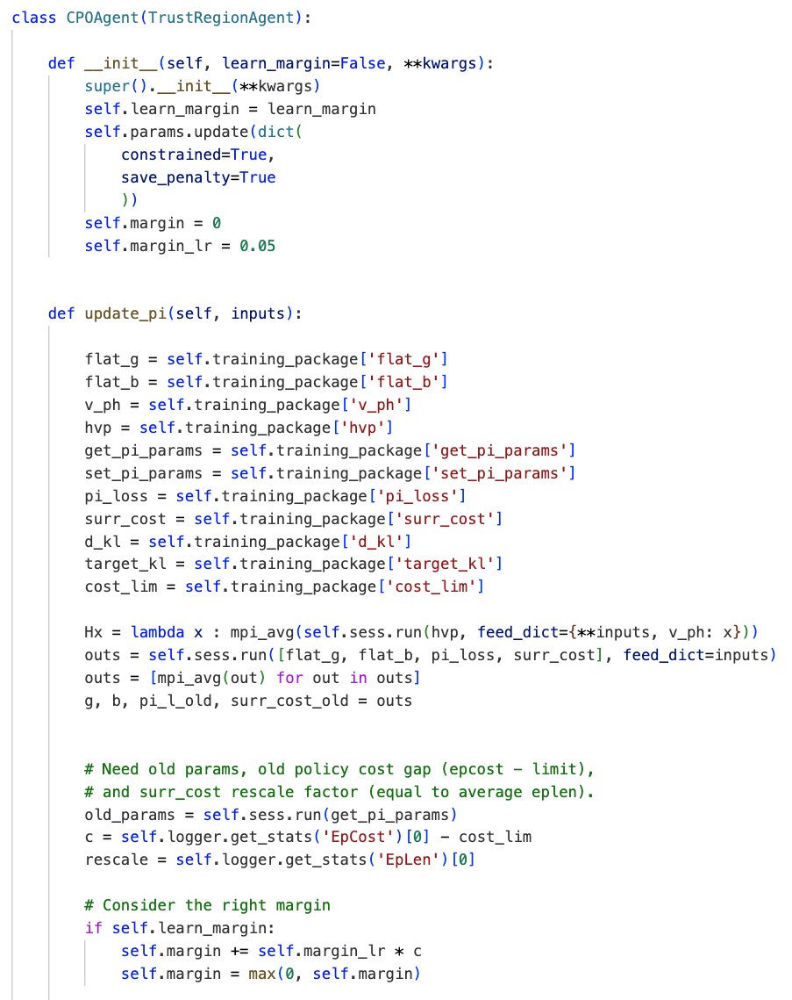 class CPOAgent(TrustRegionAgent):
def __init__(self, learn_margin=False, **kwargs):
super().__init__(**kwargs)
self.learn_margin = learn_margin
self.params.update(dict(
constrained=True,
save_penalty=True
))
self.margin = 0
self.margin_lr = 0.05
def update_pi(self, inputs):
flat_g = self.training_package['flat_g']
flat_b = self.training_package['flat_b']
v_ph = self.training_package['v_ph']
hvp = self.training_package['hvp']
get_pi_params = self.training_package['get_pi_params']
set_pi_params = self.training_package['set_pi_params']
pi_loss = self.training_package['pi_loss']
surr_cost = self.training_package['surr_cost']
d_kl = self.training_package['d_kl']
target_kl = self.training_package['target_kl']
cost_lim = self.training_package['cost_lim']
Hx = lambda x : mpi_avg(self.sess.run(hvp, feed_dict={**inputs, v_ph: x}))
outs = self.sess.run([flat_g, flat_b, pi_loss, surr_cost], feed_dict=inputs)
outs = [mpi_avg(out) for out in outs]
g, b, pi_l_old, surr_cost_old = outs
# Need old params, old policy cost gap (epcost - limit),
# and surr_cost rescale factor (equal to average eplen).
old_params = self.sess.run(get_pi_params)
c = self.logger.get_stats('EpCost')[0] - cost_lim
rescale = self.logger.get_stats('EpLen')[0]
# Consider the right margin
if self.learn_margin:
self.margin += self.margin_lr * c
self.margin = max(0, self.margin)